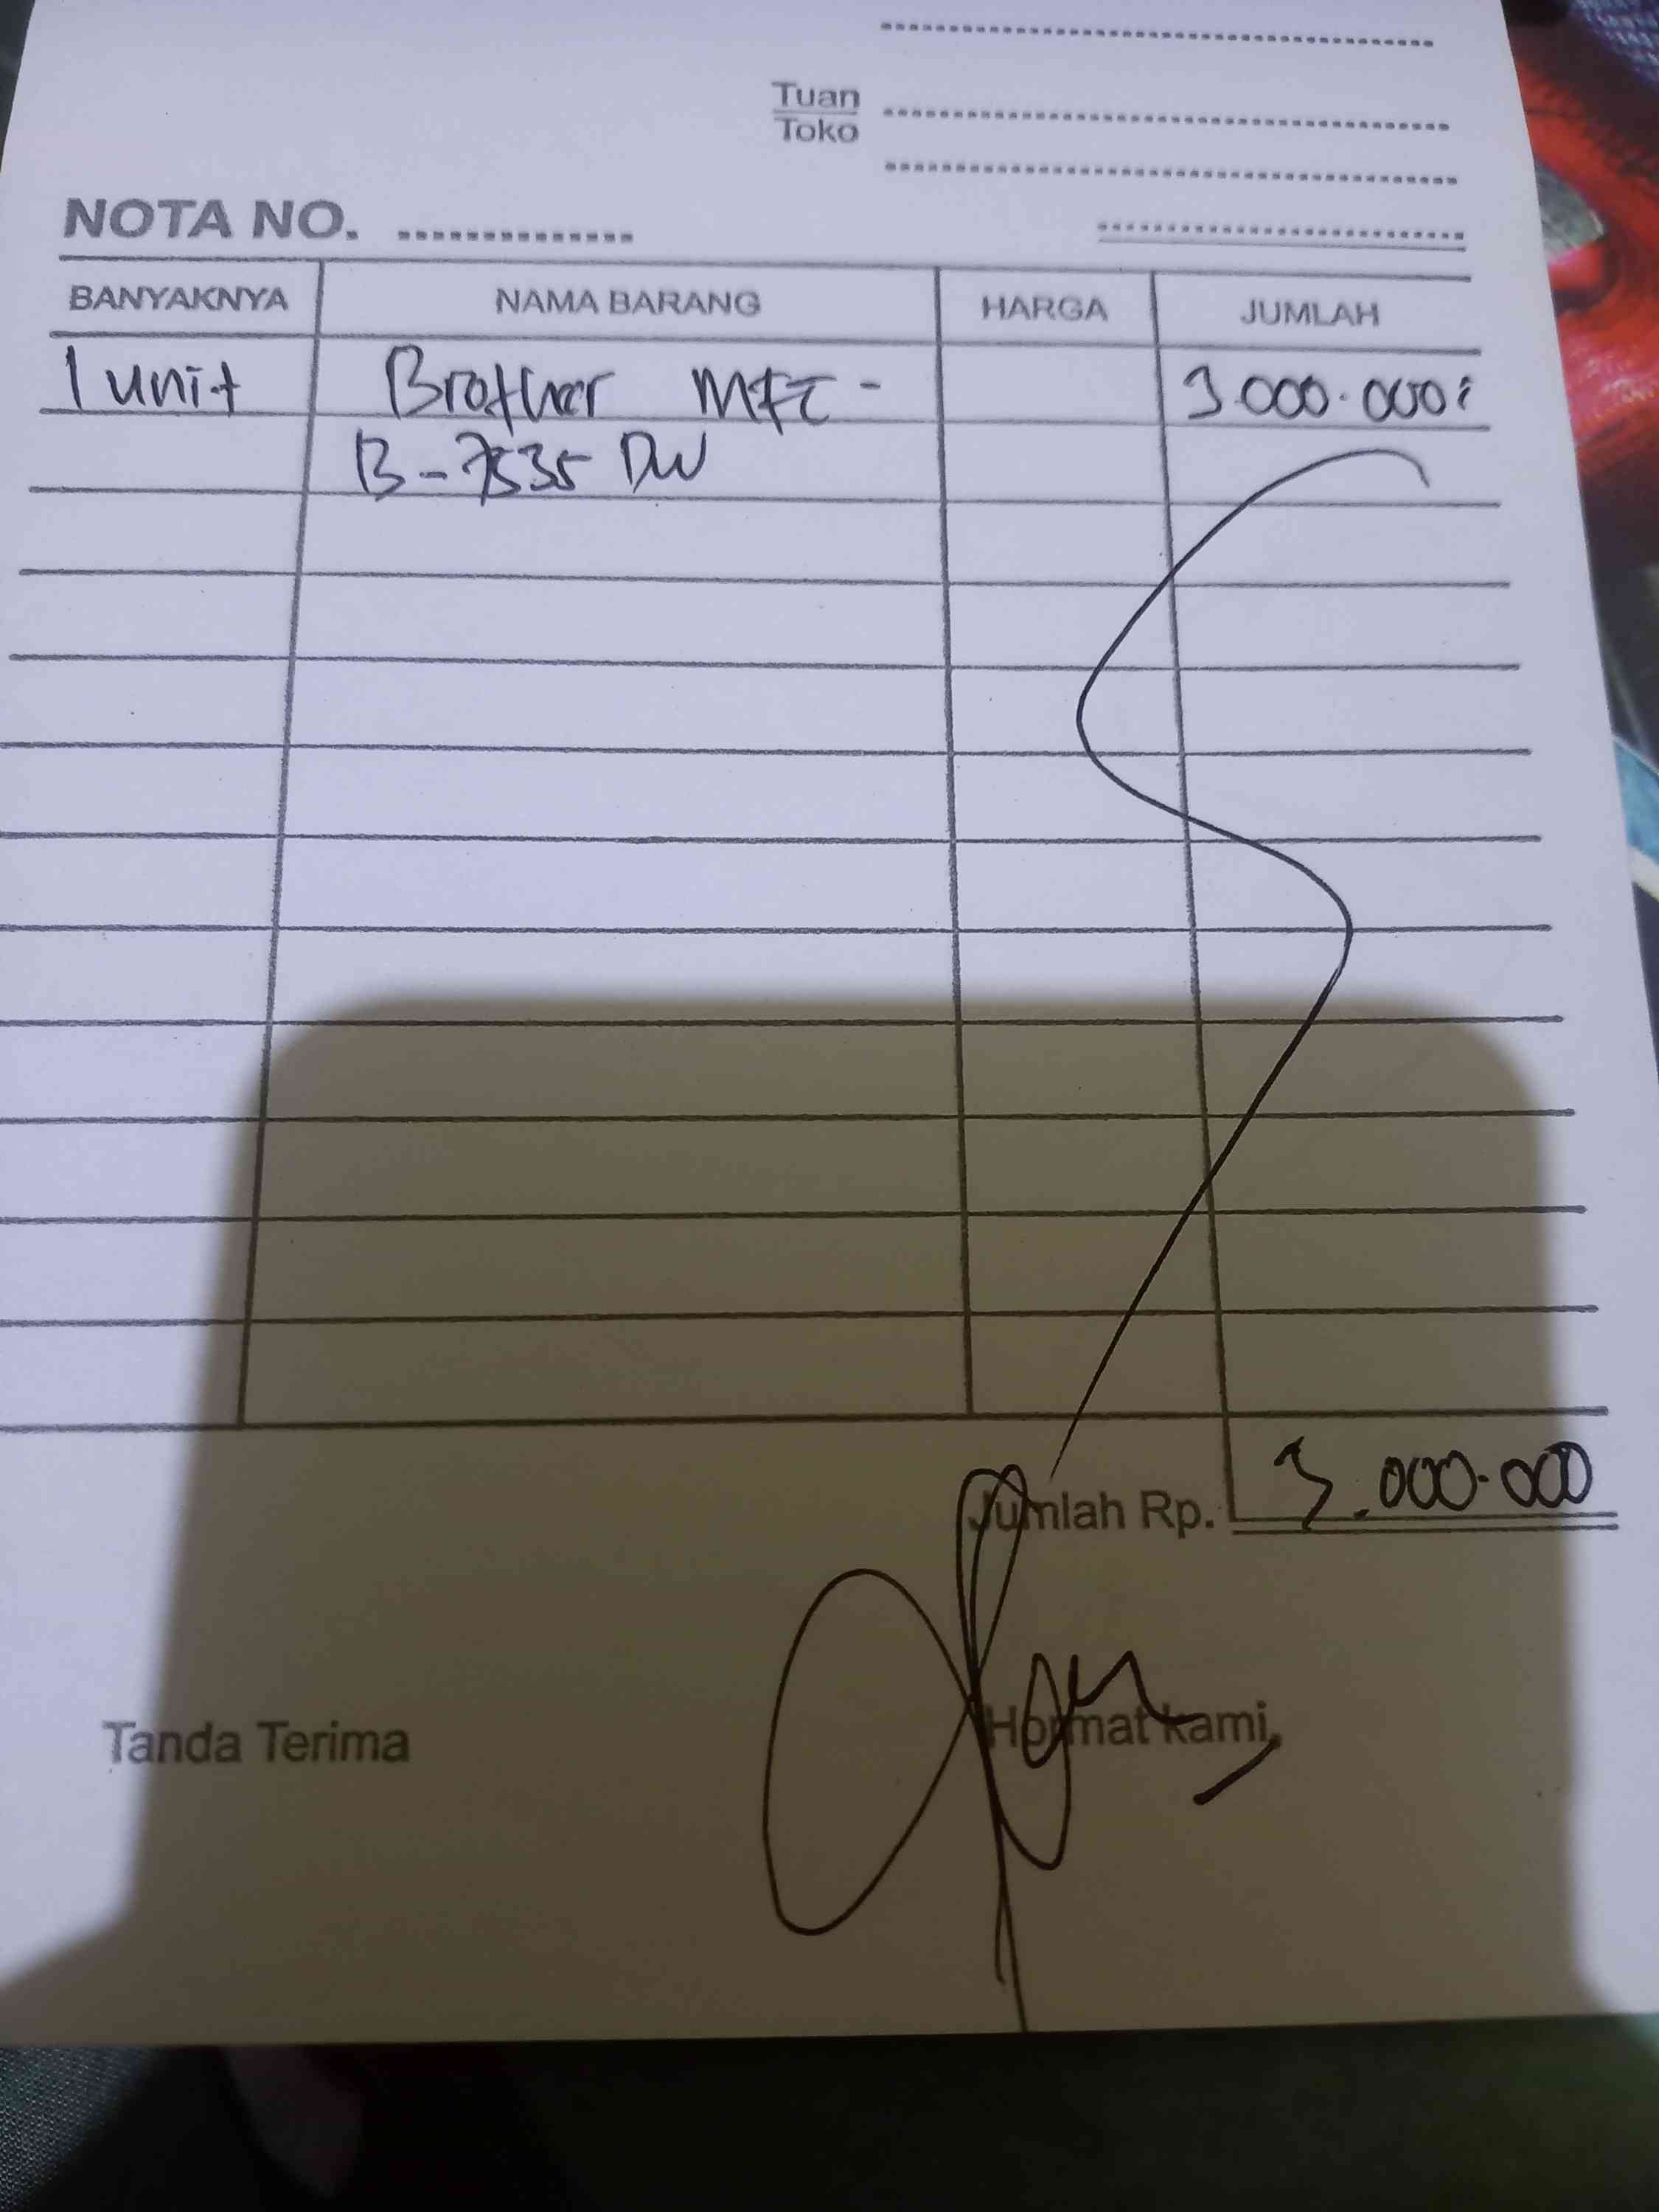 Tuan
Toko
NOTA NO.
BANYAKNYA NAMA BARANG HARGA JUMLAH
1 unit Brother MFC - 3.000.000
B-7535 DW
Jumlah Rp. 3.000.000
Tanda Terima Hormat kami,